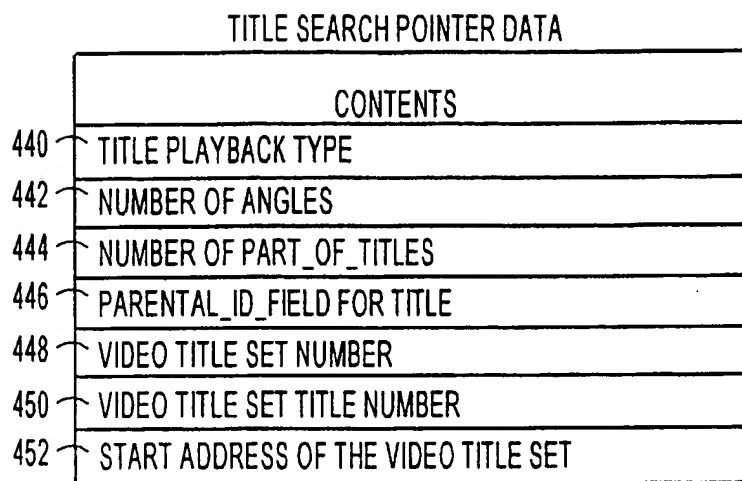 TITLE SEARCH POINTER DATA
CONTENTS
440 TITLE PLAYBACK TYPE
442 NUMBER OF ANGLES
444 NUMBER OF PART_OF_TITLES
446 PARENTAL_ID_FIELD FOR TITLE
448 VIDEO TITLE SET NUMBER
450 VIDEO TITLE SET TITLE NUMBER
452 START ADDRESS OF THE VIDEO TITLE SET